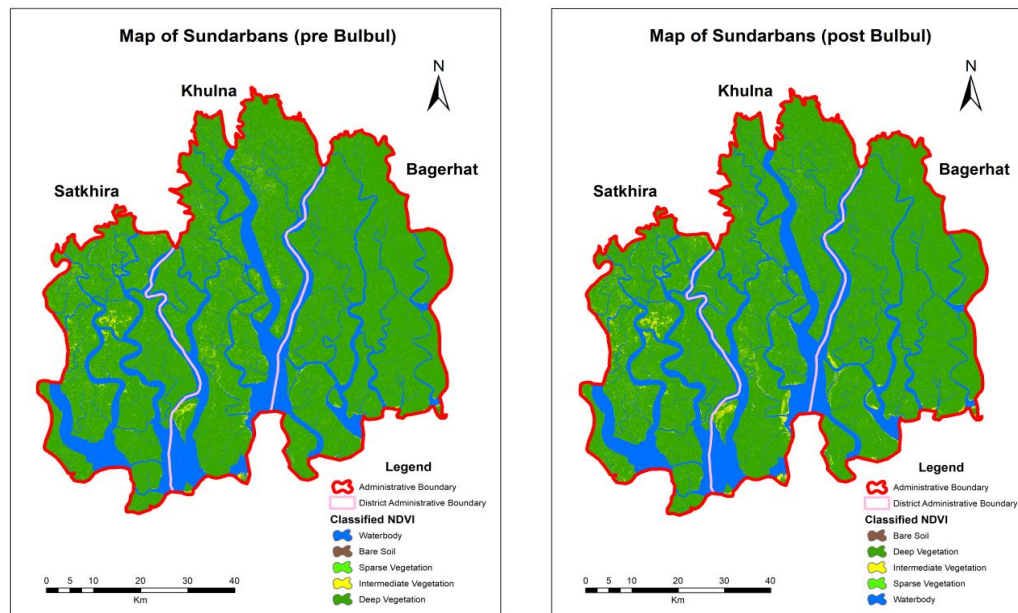 Map of Sundarbans (pre Bulbul)
N
Khulna
Bagerhat
Satkhira
Legend
Administrative Boundary
District Administrative Boundary
Classified NDVI
Waterbody
Bare Soil
Sparse Vegetation
Intermediate Vegetation
Deep Vegetation
0 10 20 30 40
Km
Map of Sundarbans (post Bulbul)
N
Khulna
Bagerhat
Satkhira
Legend
Administrative Boundary
District Administrative Boundary
Classified NDVI
Bare Soil
Deep Vegetation
Intermediate Vegetation
Sparse Vegetation
Waterbody
0 10 20 30 40
Km